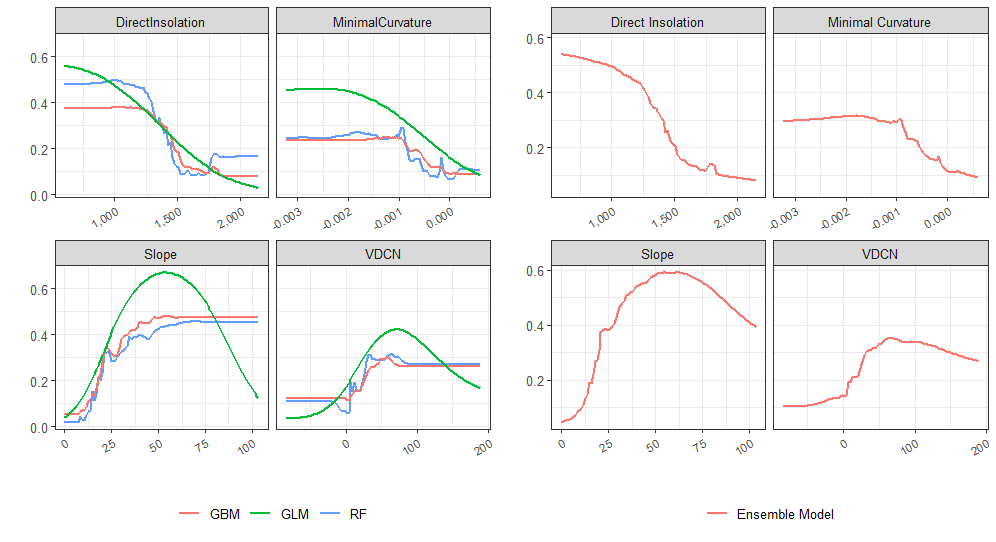 DirectInsolation MinimalCurvature Direct Insolation Minimal Curvature
0.6 0.6
0.4 0.4
0.2 0.2
0.0
1,000 1,500 2,000 -0.003 -0.002 -0.001 0.000 1,000 1,500 2,000 -0.003 -0.002 -0.001 0.000
Slope VDCN Slope VDCN
0.6 0.6
0.4 0.4
0.2 0.2
0.0
0 25 50 75 100 0 100 200 0 25 50 75 100 0 100 200
GBM GLM RF Ensemble Model